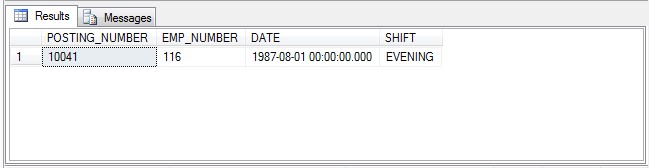 Results Messages
POSTING_NUMBER EMP_NUMBER DATE SHIFT
1 10041 116 1987-08-01 00:00:00.000 EVENING